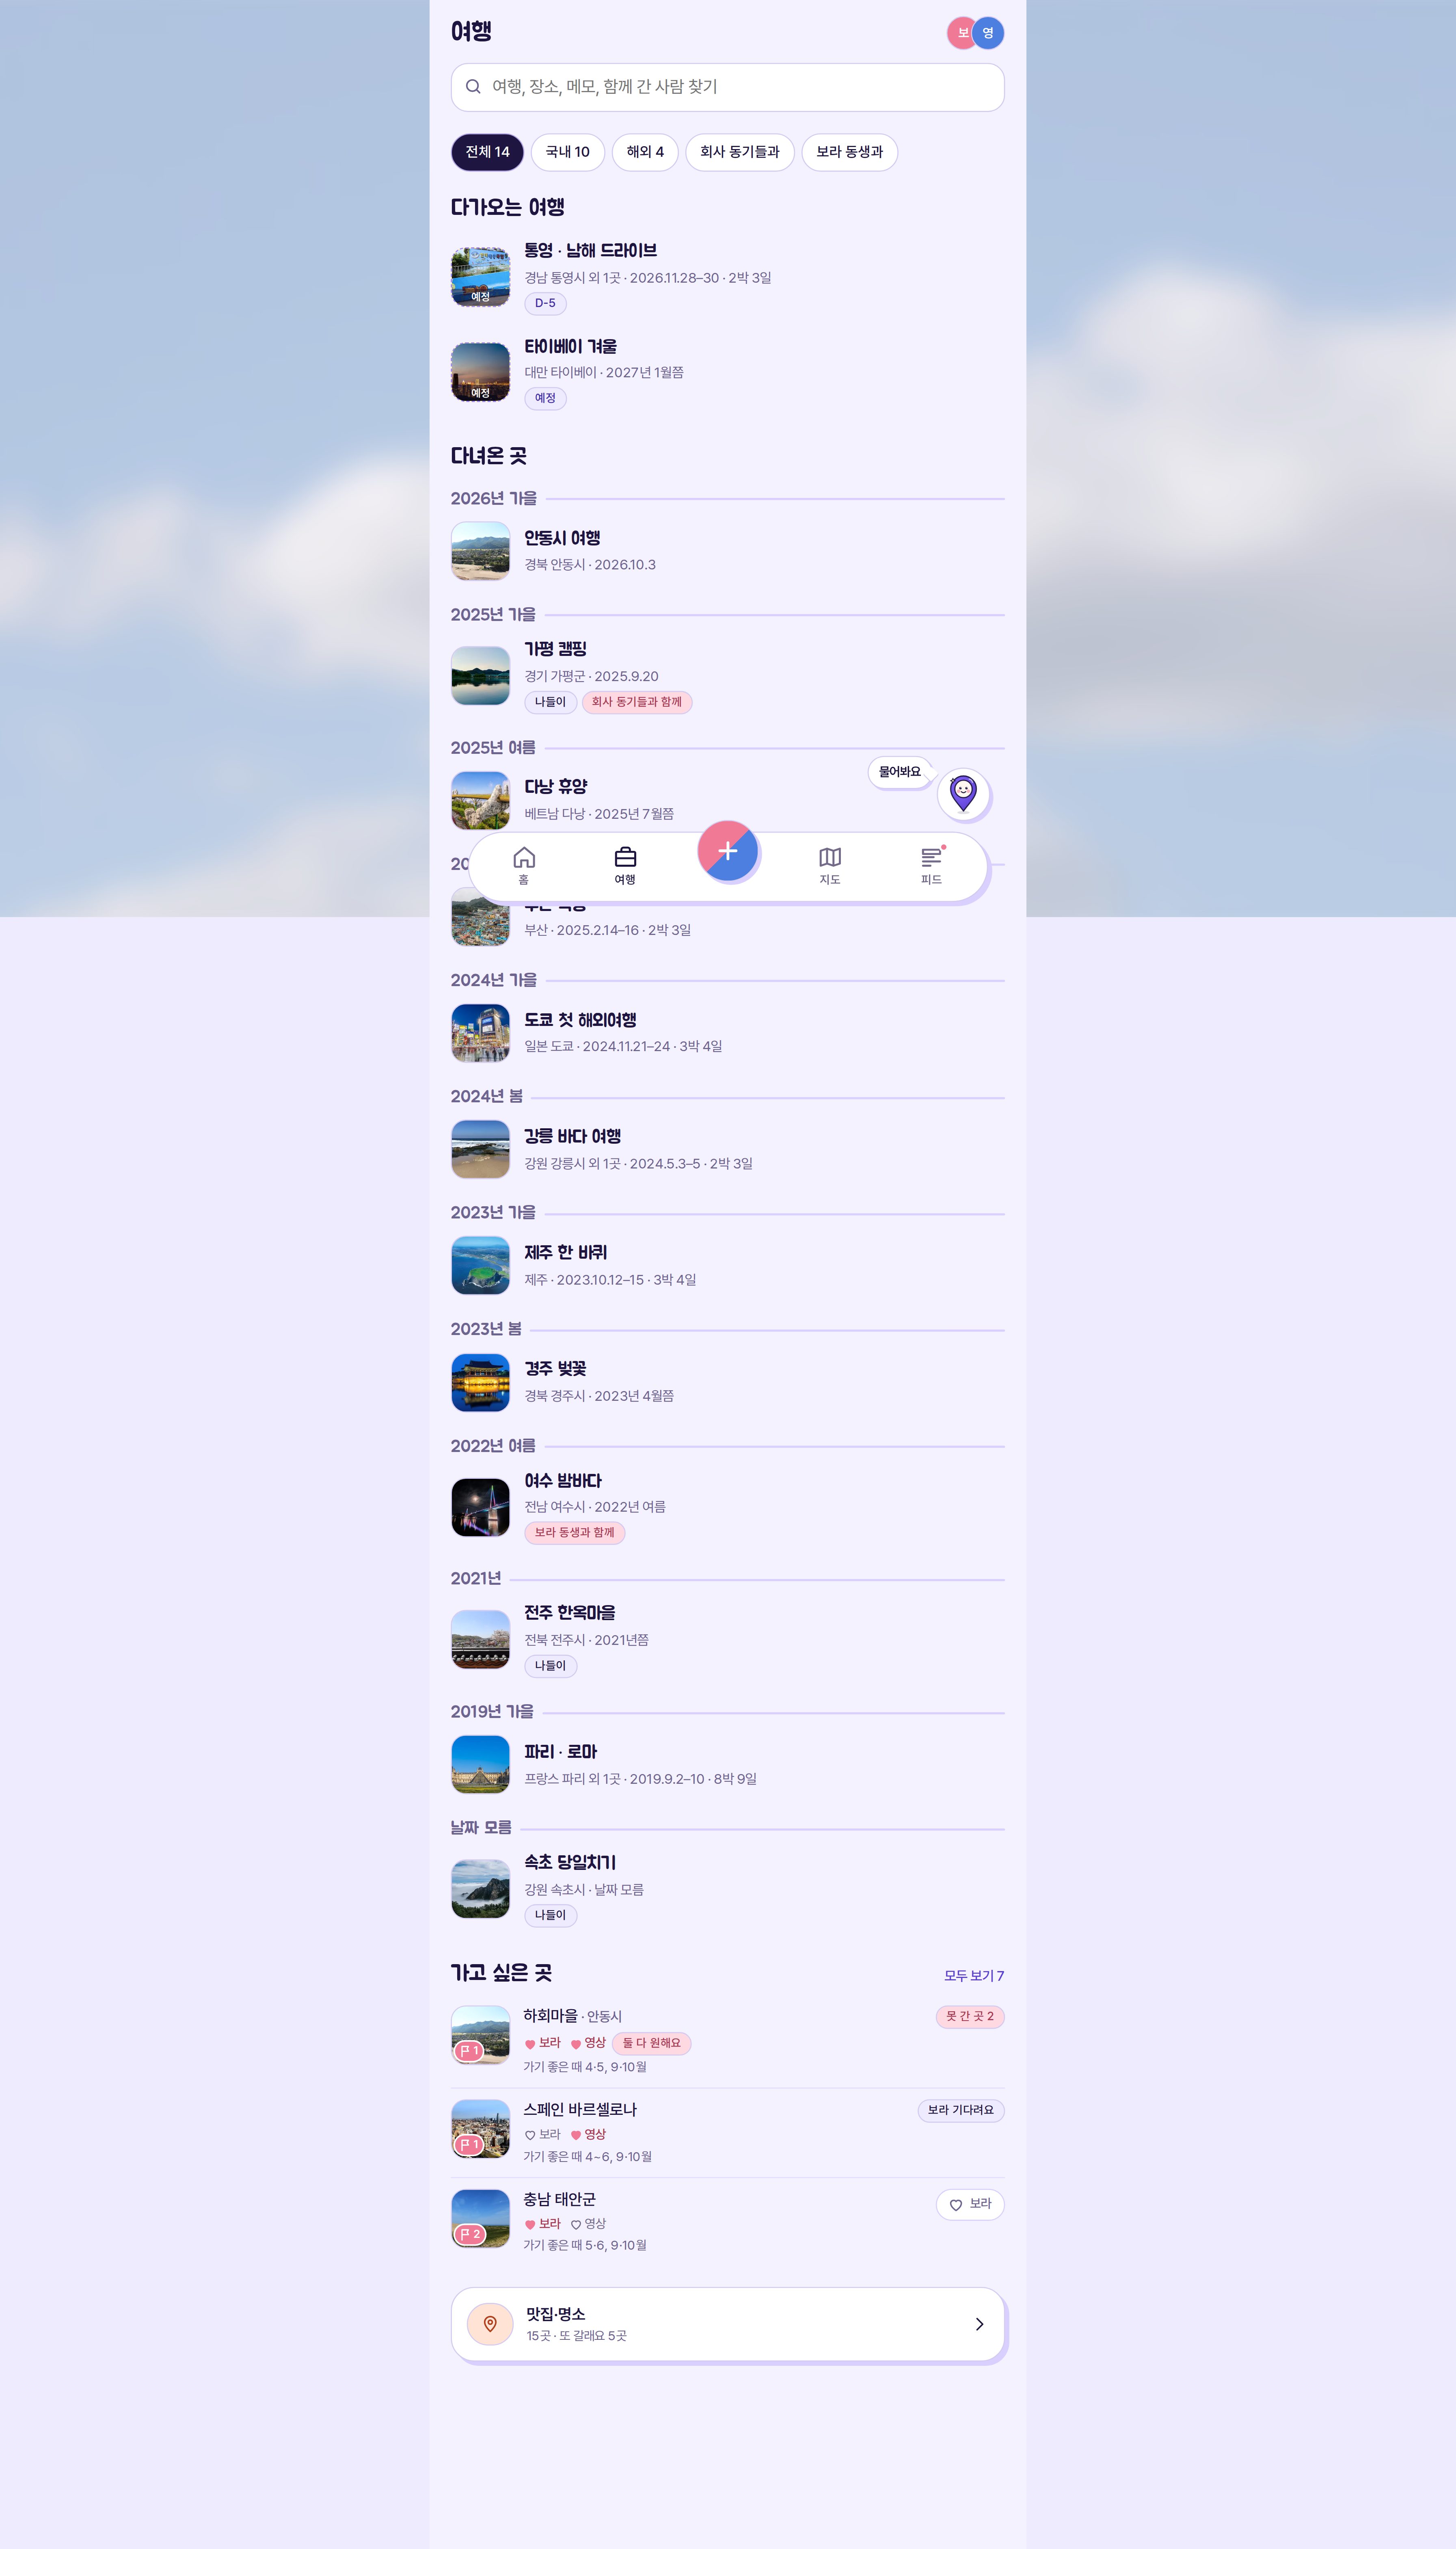 여행
보 영
여행, 장소, 메모, 함께 간 사람 찾기
전체 14 국내 10 해외 4 회사 동기들과 보라 동생과
다가오는 여행
통영 · 남해 드라이브
경남 통영시 외 1곳 · 2026.11.28–30 · 2박 3일
예정
D-5
타이베이 겨울
대만 타이베이 · 2027년 1월쯤
예정
예정
다녀온 곳
2026년 가을
안동시 여행
경북 안동시 · 2026.10.3
2025년 가을
가평 캠핑
경기 가평군 · 2025.9.20
나들이 회사 동기들과 함께
2025년 여름
물어봐요
다낭 휴양
베트남 다낭 · 2025년 7월쯤
20
홈 여행 지도 피드
부산 · 2025.2.14–16 · 2박 3일
2024년 가을
도쿄 첫 해외여행
일본 도쿄 · 2024.11.21–24 · 3박 4일
2024년 봄
강릉 바다 여행
강원 강릉시 외 1곳 · 2024.5.3–5 · 2박 3일
2023년 가을
제주 한 바퀴
제주 · 2023.10.12–15 · 3박 4일
2023년 봄
경주 벚꽃
경북 경주시 · 2023년 4월쯤
2022년 여름
여수 밤바다
전남 여수시 · 2022년 여름
보라 동생과 함께
2021년
전주 한옥마을
전북 전주시 · 2021년쯤
나들이
2019년 가을
파리 · 로마
프랑스 파리 외 1곳 · 2019.9.2–10 · 8박 9일
날짜 모름
속초 당일치기
강원 속초시 · 날짜 모름
나들이
가고 싶은 곳 모두 보기 7
하회마을 · 안동시 못 간 곳 2
1 보라 영상 둘 다 원해요
가기 좋은 때 4·5, 9·10월
스페인 바르셀로나 보라 기다려요
1 보라 영상
가기 좋은 때 4~6, 9·10월
충남 태안군 보라
2 보라 영상
가기 좋은 때 5·6, 9·10월
맛집·명소
15곳 · 또 갈래요 5곳